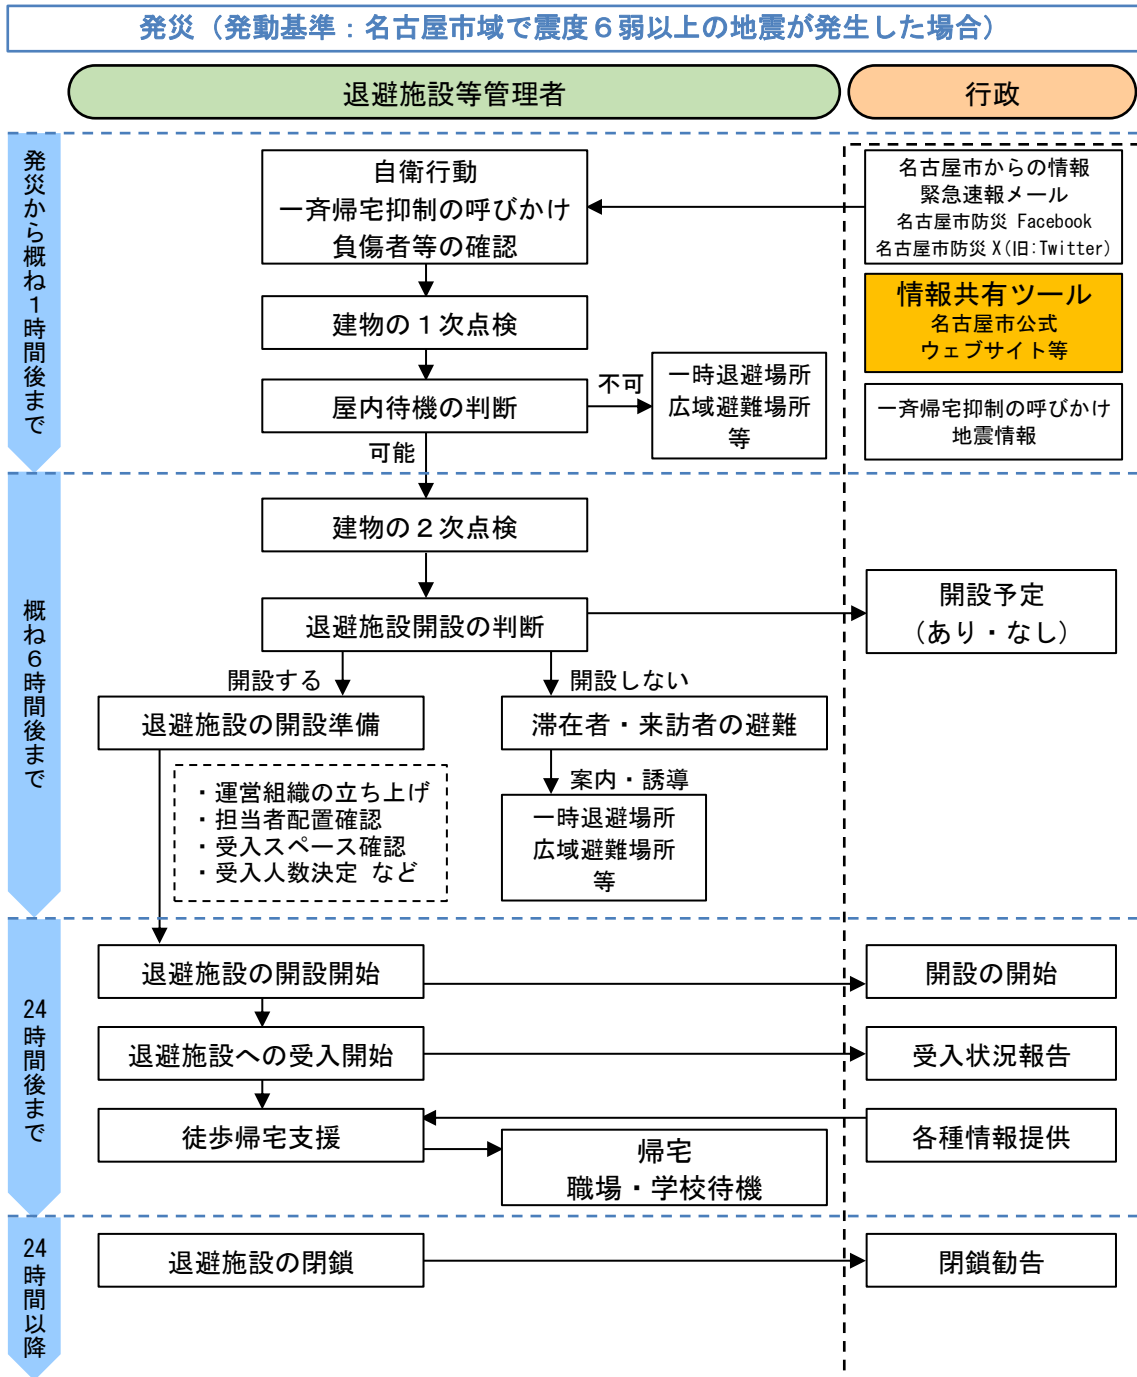 発災（発動基準：名古屋市域で震度６弱以上の地震が発生した場合）
退避施設等管理者
行政
発災から概ね１時間後まで
自衛行動
一斉帰宅抑制の呼びかけ
負傷者等の確認
名古屋市からの情報
緊急速報メール
名古屋市防災 Facebook
名古屋市防災 X(旧:Twitter)
建物の１次点検
情報共有ツール
名古屋市公式
ウェブサイト等
屋内待機の判断
不可
一時退避場所
広域避難場所
等
一斉帰宅抑制の呼びかけ
地震情報
可能
概ね６時間後まで
建物の２次点検
退避施設開設の判断
開設予定
（あり・なし）
開設する
開設しない
退避施設の開設準備
滞在者・来訪者の避難
・運営組織の立ち上げ
・担当者配置確認
・受入スペース確認
・受入人数決定 など
案内・誘導
一時退避場所
広域避難場所
等
24時間後まで
退避施設の開設開始
開設の開始
退避施設への受入開始
受入状況報告
徒歩帰宅支援
各種情報提供
帰宅
職場・学校待機
24時間以降
退避施設の閉鎖
閉鎖勧告